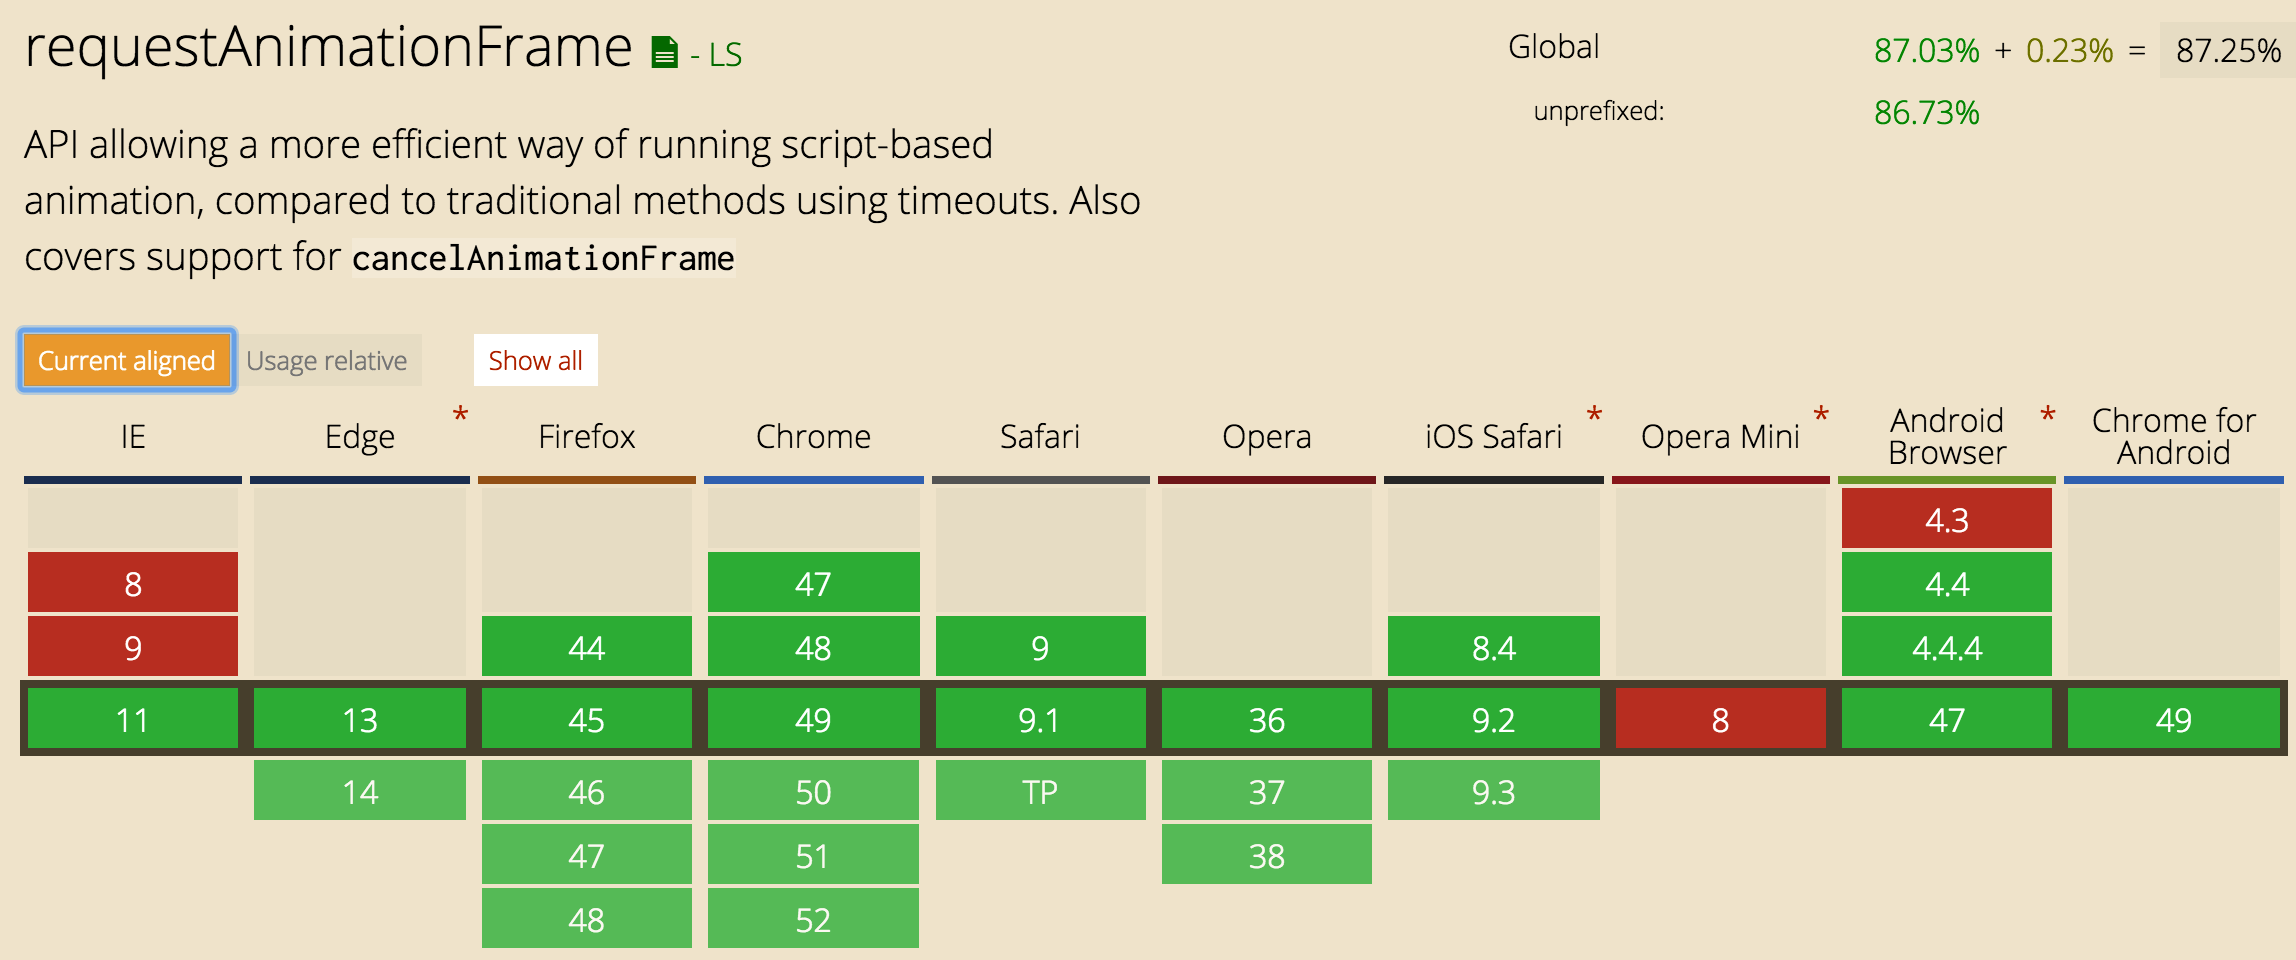 requestAnimationFrame - LS
Global 87.03% + 0.23% = 87.25%
unprefixed: 86.73%
API allowing a more efficient way of running script-based
animation, compared to traditional methods using timeouts. Also
covers support for cancelAnimationFrame
Current aligned Usage relative Show all
IE Edge * Firefox Chrome Safari Opera iOS Safari * Opera Mini * Android Browser * Chrome for Android
4.3
8 47 4.4
9 44 48 9 8.4 4.4.4
11 13 45 49 9.1 36 9.2 8 47 49
14 46 50 TP 37 9.3
47 51 38
48 52